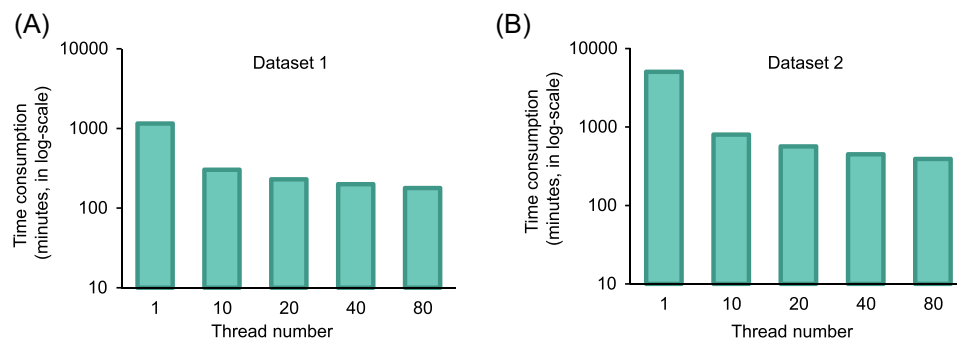 (A)
Dataset 1
Time consumption
(minutes, in log-scale)
10000
1000
100
10
1 10 20 40 80
Thread number
(B)
Dataset 2
Time consumption
(minutes, in log-scale)
10000
1000
100
10
1 10 20 40 80
Thread number